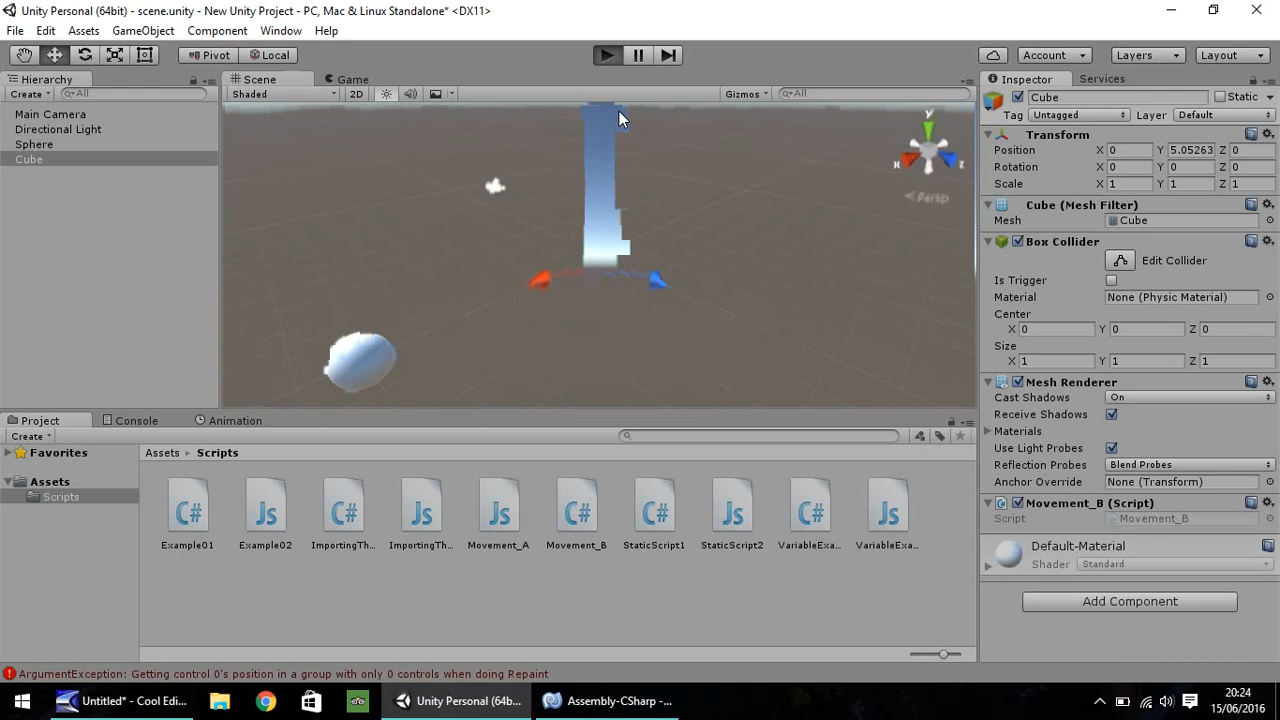 Unity Personal (64bit) - scene.unity - New Unity Project - PC, Mac & Linux Standalone* <DX11>
File Edit Assets GameObject Component Window Help
Pivot Local Account Layers Layout
Hierarchy Scene Game Inspector Services
Create All Shaded 2D Gizmos All Cube Static
Main Camera Tag Untagged Layer Default
Directional Light
Sphere
Cube
y
x z
Persp
Transform
Position X 0 Y 5.05263 Z 0
Rotation X 0 Y 0 Z 0
Scale X 1 Y 1 Z 1
Cube (Mesh Filter)
Mesh Cube
Box Collider
Edit Collider
Is Trigger
Material None (Physic Material)
Center
X 0 Y 0 Z 0
Size
X 1 Y 1 Z 1
Mesh Renderer
Cast Shadows On
Receive Shadows
Materials
Use Light Probes
Reflection Probes Blend Probes
Anchor Override None (Transform)
Movement_B (Script)
Script Movement_B
Default-Material
Shader Standard
Add Component
Project Console Animation
Create
Favorites
Assets
Scripts
Assets Scripts
C# Js C# Js Js C# C# Js C# Js
Example01 Example02 ImportingTh... ImportingTh... Movement_A Movement_B StaticScript1 StaticScript2 VariableExa... VariableExa...
ArgumentException: Getting control 0's position in a group with only 0 controls when doing Repaint
Untitled* - Cool Edi... Unity Personal (64bi... Assembly-CSharp -...
20:24
15/06/2016